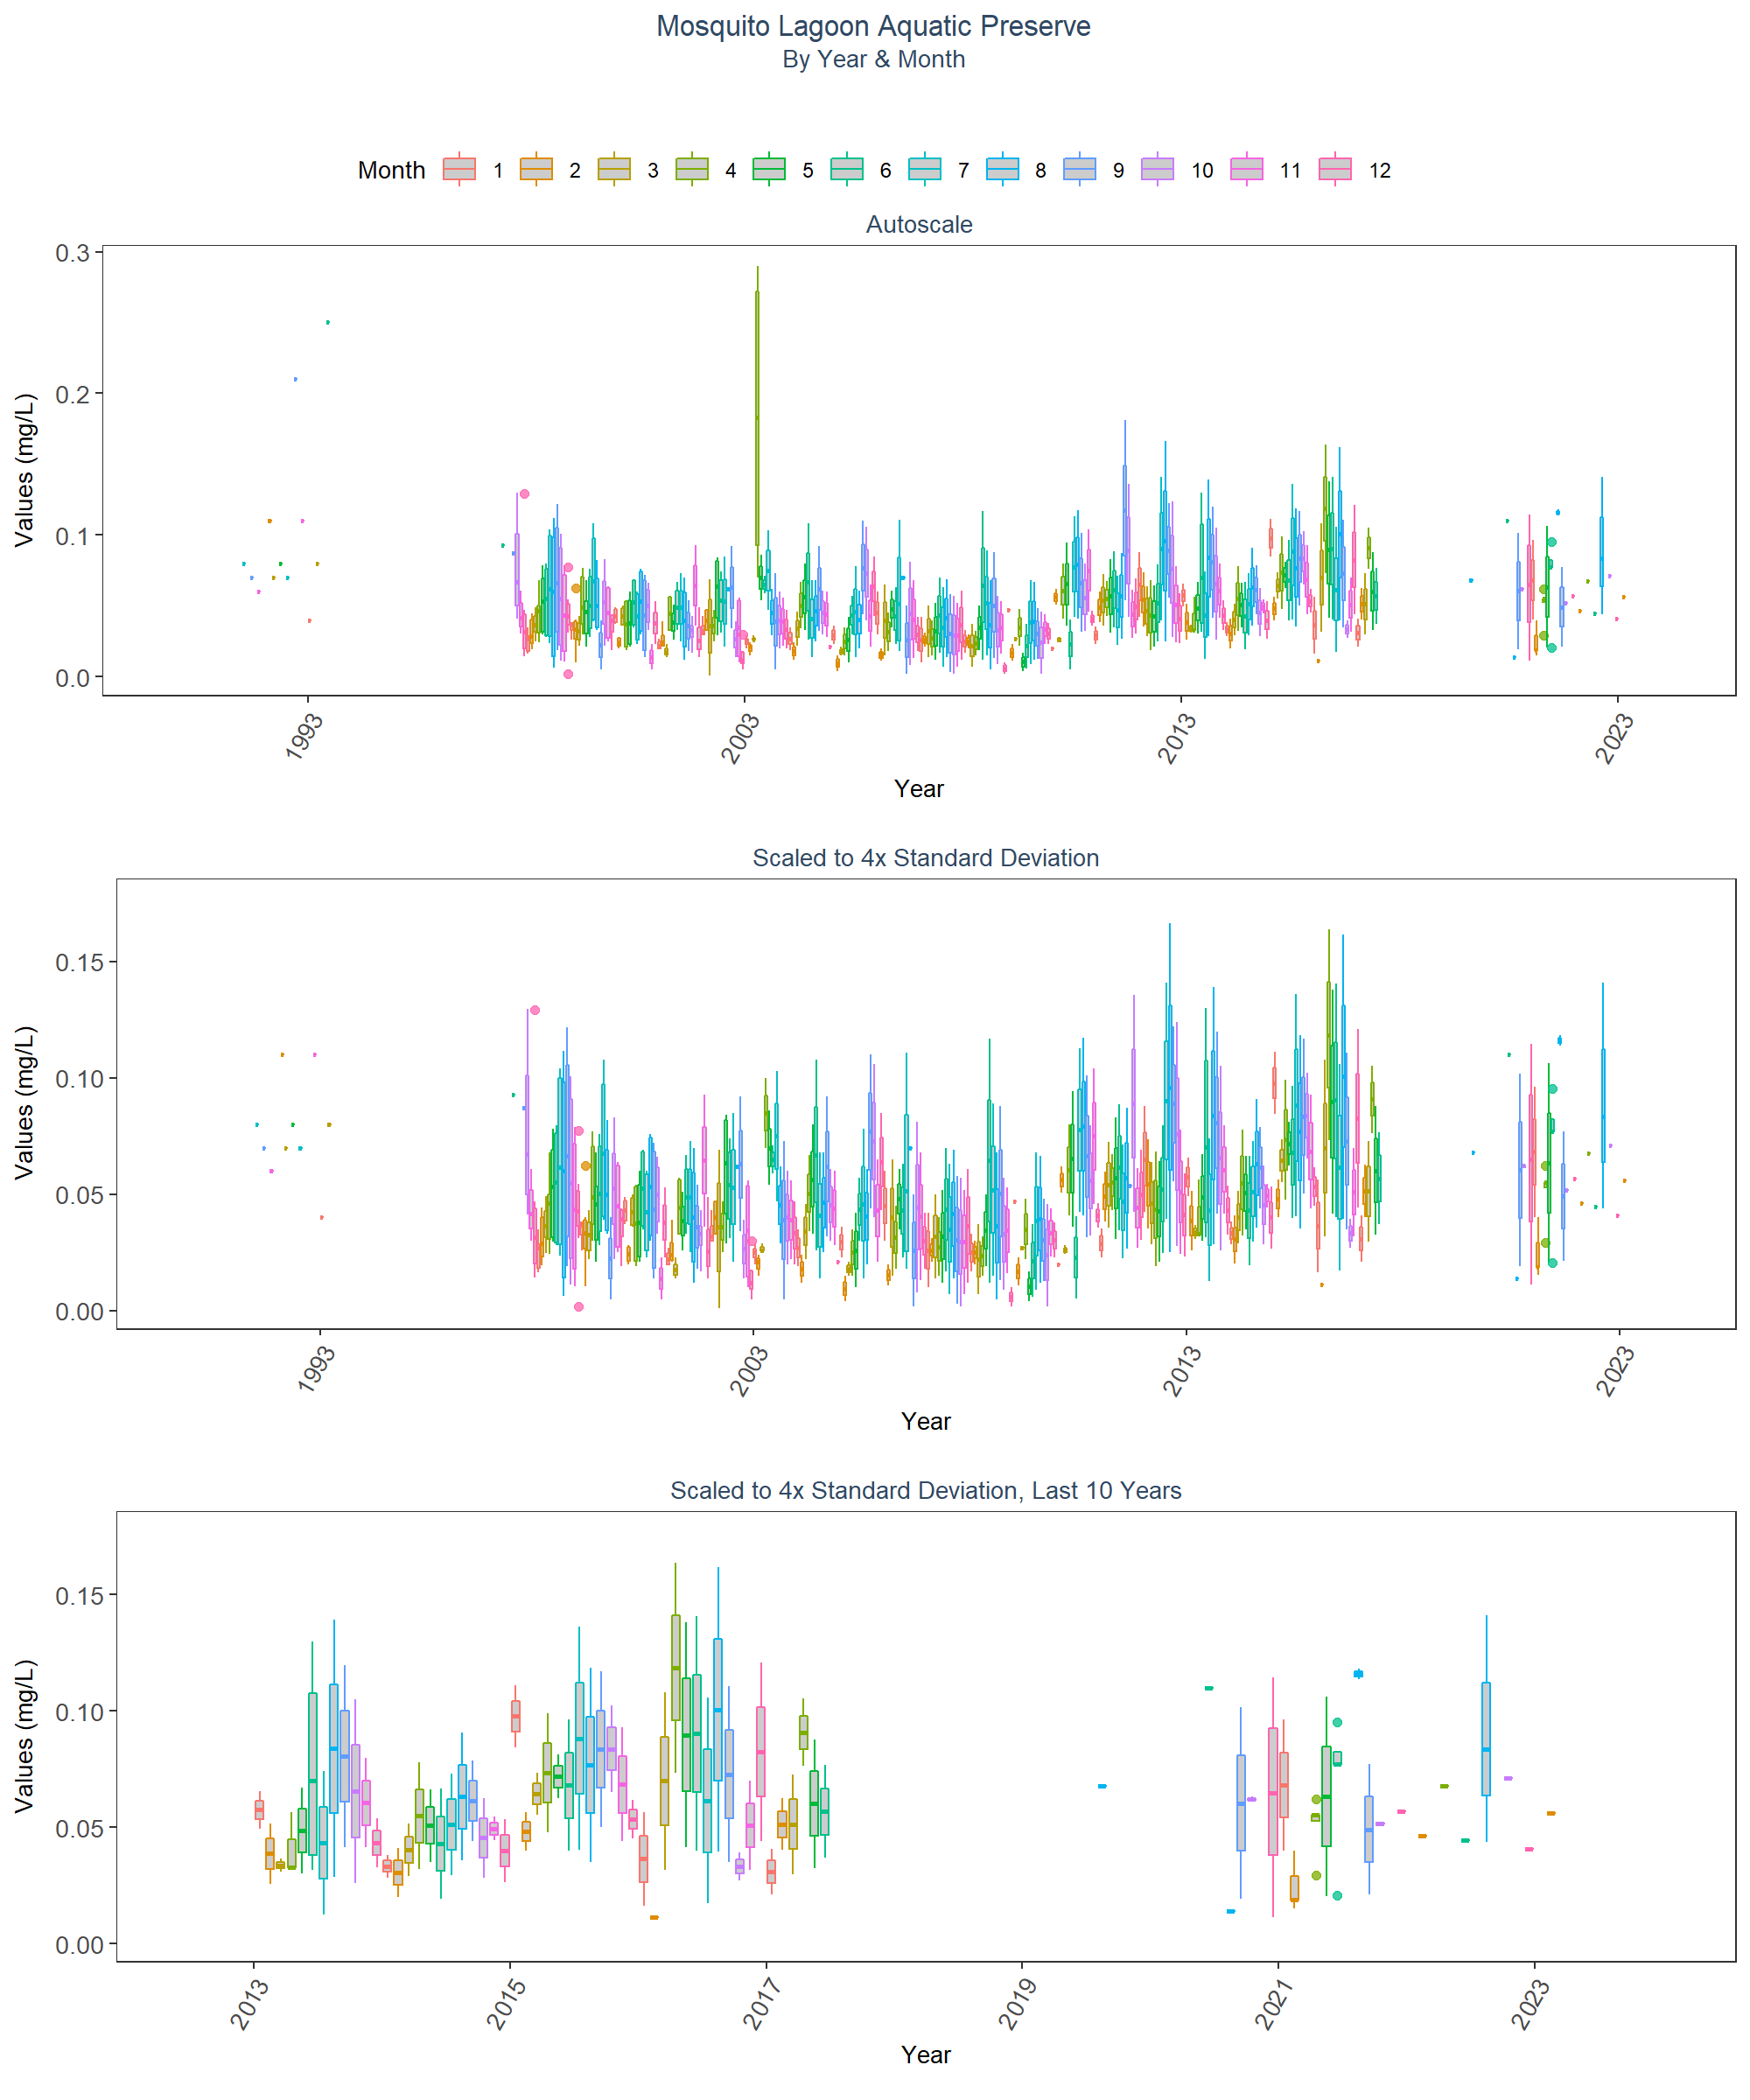 Mosquito Lagoon Aquatic Preserve
By Year & Month
Month 1 2 3 4 5 6 7 8 9 10 11 12
Autoscale
Values (mg/L)
0.3
0.2
0.1
0.0
1993 2003 2013 2023
Year
Scaled to 4x Standard Deviation
Values (mg/L)
0.15
0.10
0.05
0.00
1993 2003 2013 2023
Year
Scaled to 4x Standard Deviation, Last 10 Years
Values (mg/L)
0.15
0.10
0.05
0.00
2013 2015 2017 2019 2021 2023
Year